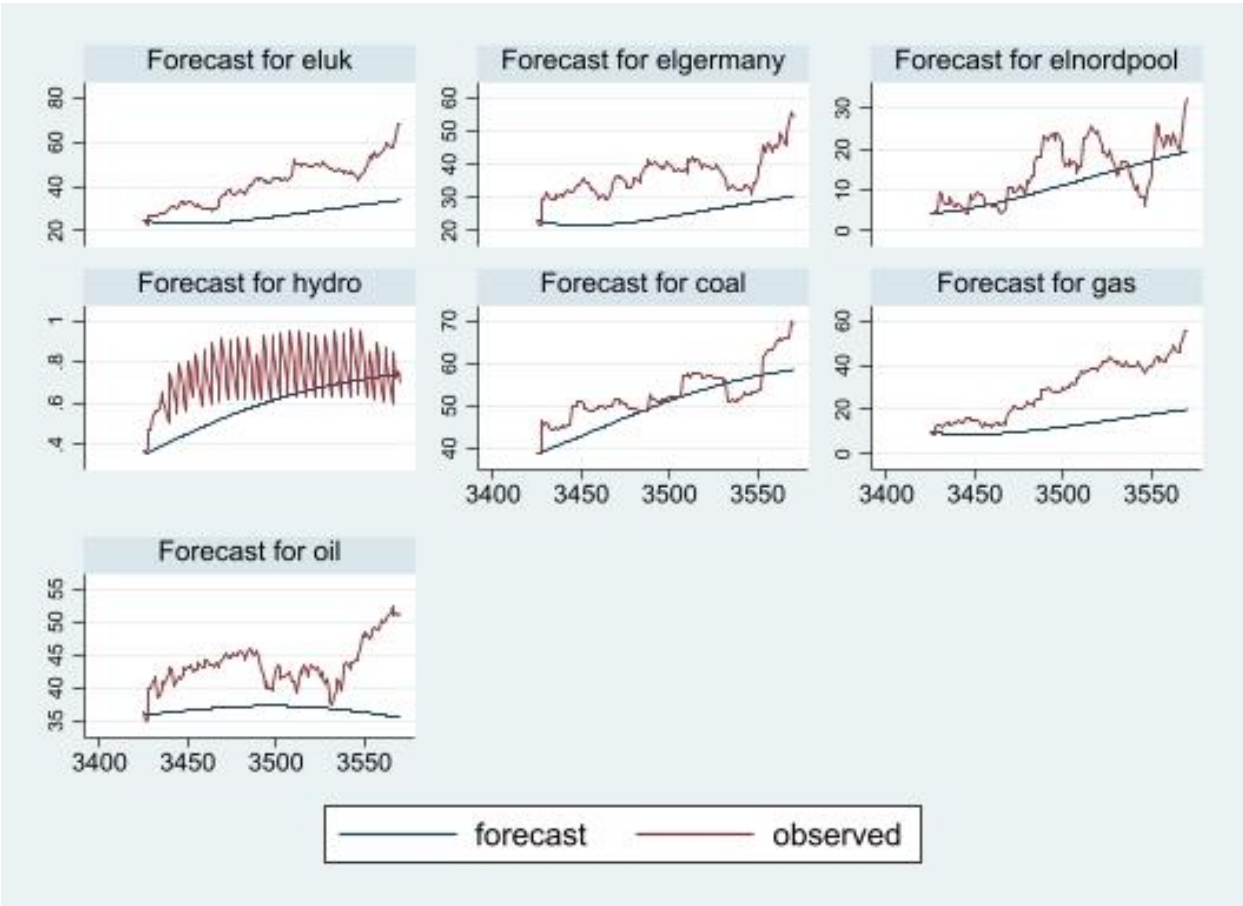 Forecast for eluk
Forecast for elgermany
Forecast for elnordpool
80
60
40
20
60
50
40
30
20
30
20
10
0
Forecast for hydro
Forecast for coal
Forecast for gas
1
.8
.6
.4
70
60
50
40
60
40
20
0
3400 3450 3500 3550
3400 3450 3500 3550
Forecast for oil
55
50
45
40
35
3400 3450 3500 3550
forecast observed